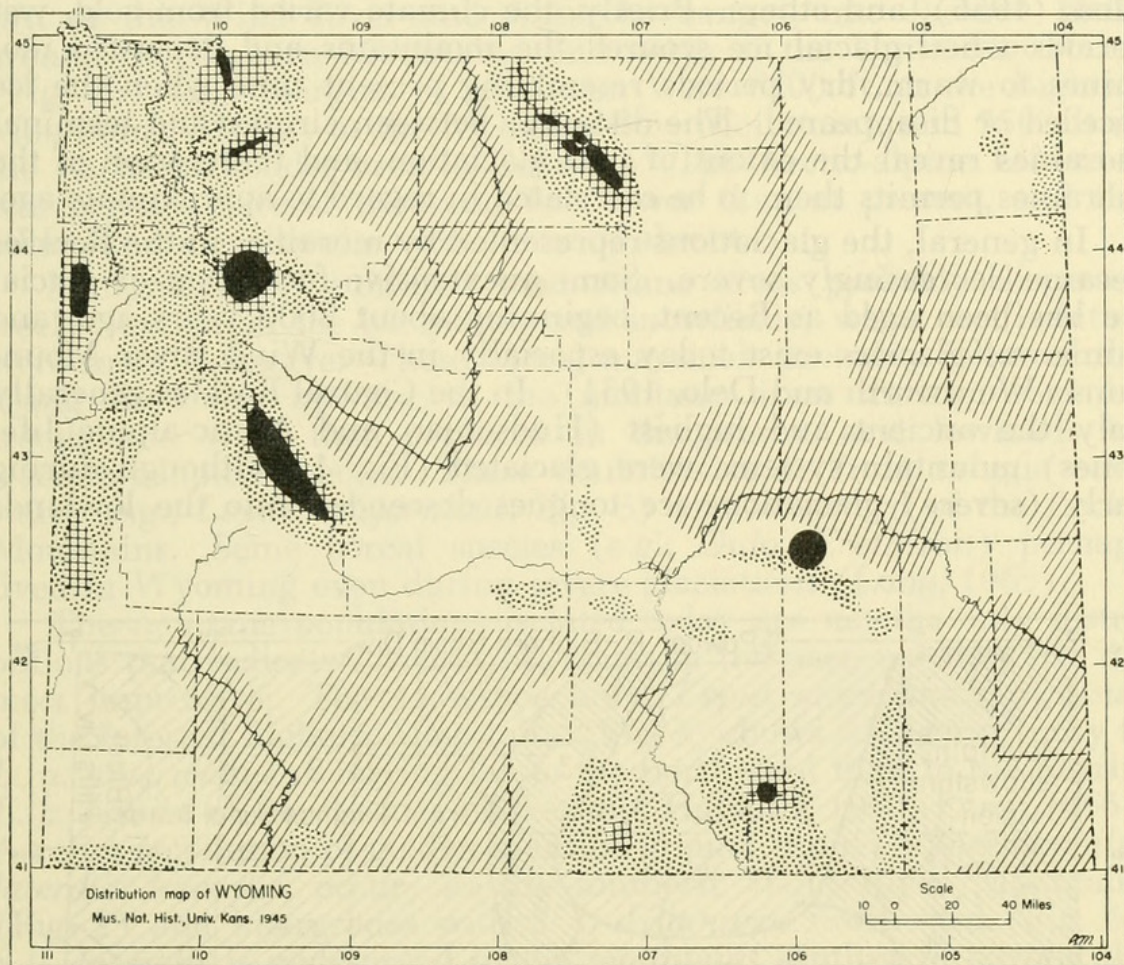 110 109 108 107 106 105 104
45 45
44 44
43 43
42 42
41 41
Distribution map of WYOMING
Mus. Nat. Hist., Univ. Kans. 1945
Scale
10 0 20 40 Miles
111 110 109 108 107 106 105 104